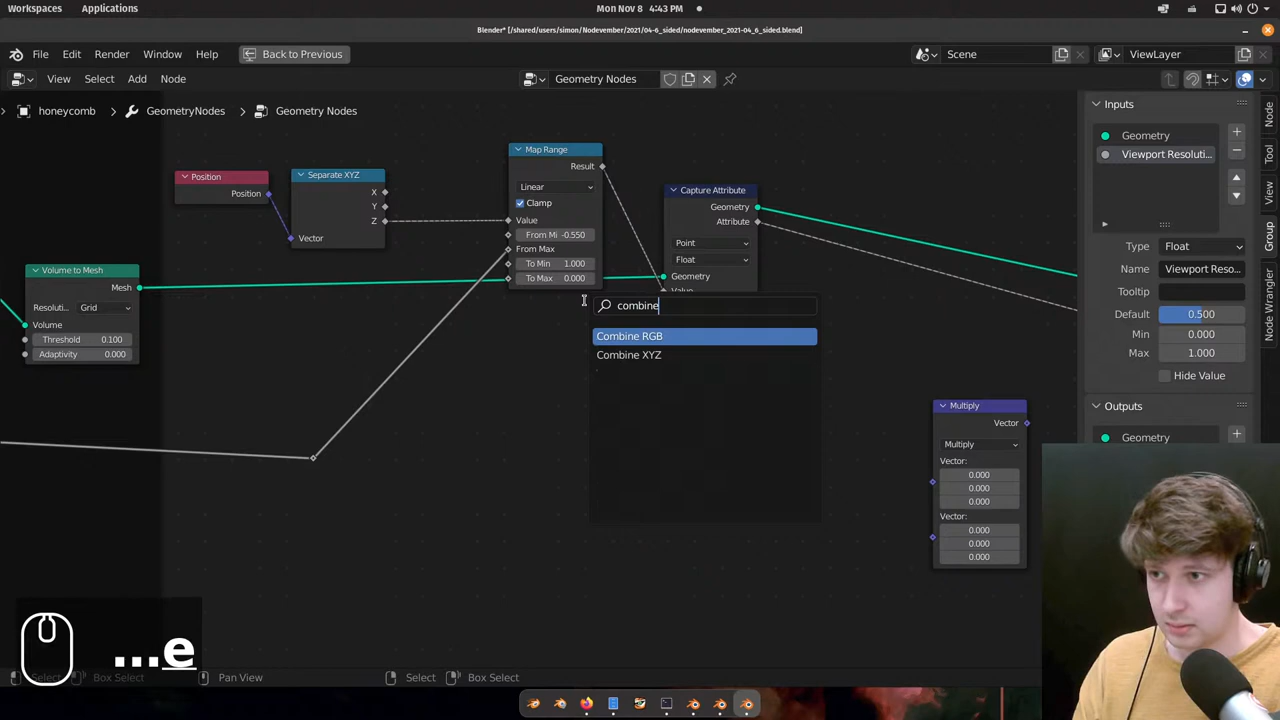 Workspaces
Applications
Mon Nov 8
4:43 PM
Blender* [/shared/users/simon/Nodevember/2021/04-6_sided/nodevember_2021-04_6_sided.blend]
File Edit Render Window Help Back to Previous
Scene
ViewLayer
View Select Add Node
Geometry Nodes
honeycomb
GeometryNodes
Geometry Nodes
Position
Position
Separate XYZ
X
Y
Z
Vector
Map Range
Result
Linear
Clamp
Value
From Mi -0.550
From Max
To Min 1.000
To Max 0.000
Capture Attribute
Geometry
Attribute
Point
Float
Geometry
Value
Volume to Mesh
Mesh
Resoluti.. Grid
Volume
Threshold 0.100
Adaptivity 0.000
combine
Combine RGB
Combine XYZ
Multiply
Vector
Multiply
Vector:
0.000
0.000
0.000
Vector:
0.000
0.000
0.000
Inputs
Geometry
Viewport Resoluti...
Type Float
Name Viewport Reso...
Tooltip
Default 0.500
Min 0.000
Max 1.000
Hide Value
Outputs
Geometry
Node
Tool
View
Group
Node Wrangler
...e
Select
Box Select
Pan View
Select
Box Select